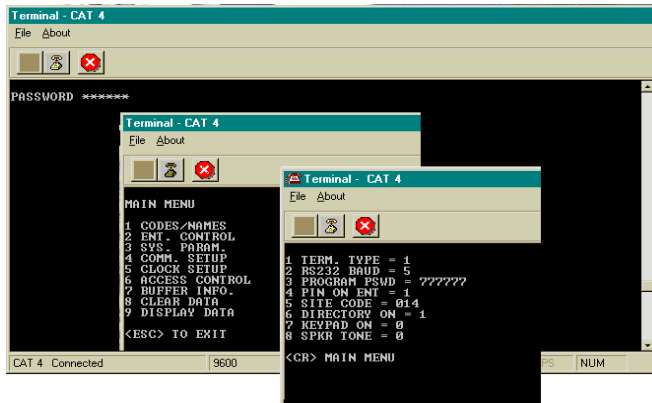 Terminal - CAT 4
File About
PASSWORD ******
Terminal - CAT 4
File About
MAIN MENU
1 CODES/NAMES
2 ENT. CONTROL
3 SYS. PARAM.
4 COMM. SETUP
5 CLOCK SETUP
6 ACCESS CONTROL
7 BUFFER INFO.
8 CLEAR DATA
9 DISPLAY DATA
<ESC> TO EXIT
Terminal - CAT 4
File About
1 TERM. TYPE = 1
2 RS232 BAUD = 5
3 PROGRAM PSWD = 777777
4 PIN ON ENT = 1
5 SITE CODE = 014
6 DIRECTORY ON = 1
7 KEYPAD ON = 0
8 SPKR TONE = 0
<CR> MAIN MENU
CAT 4 Connected 9600 NUM